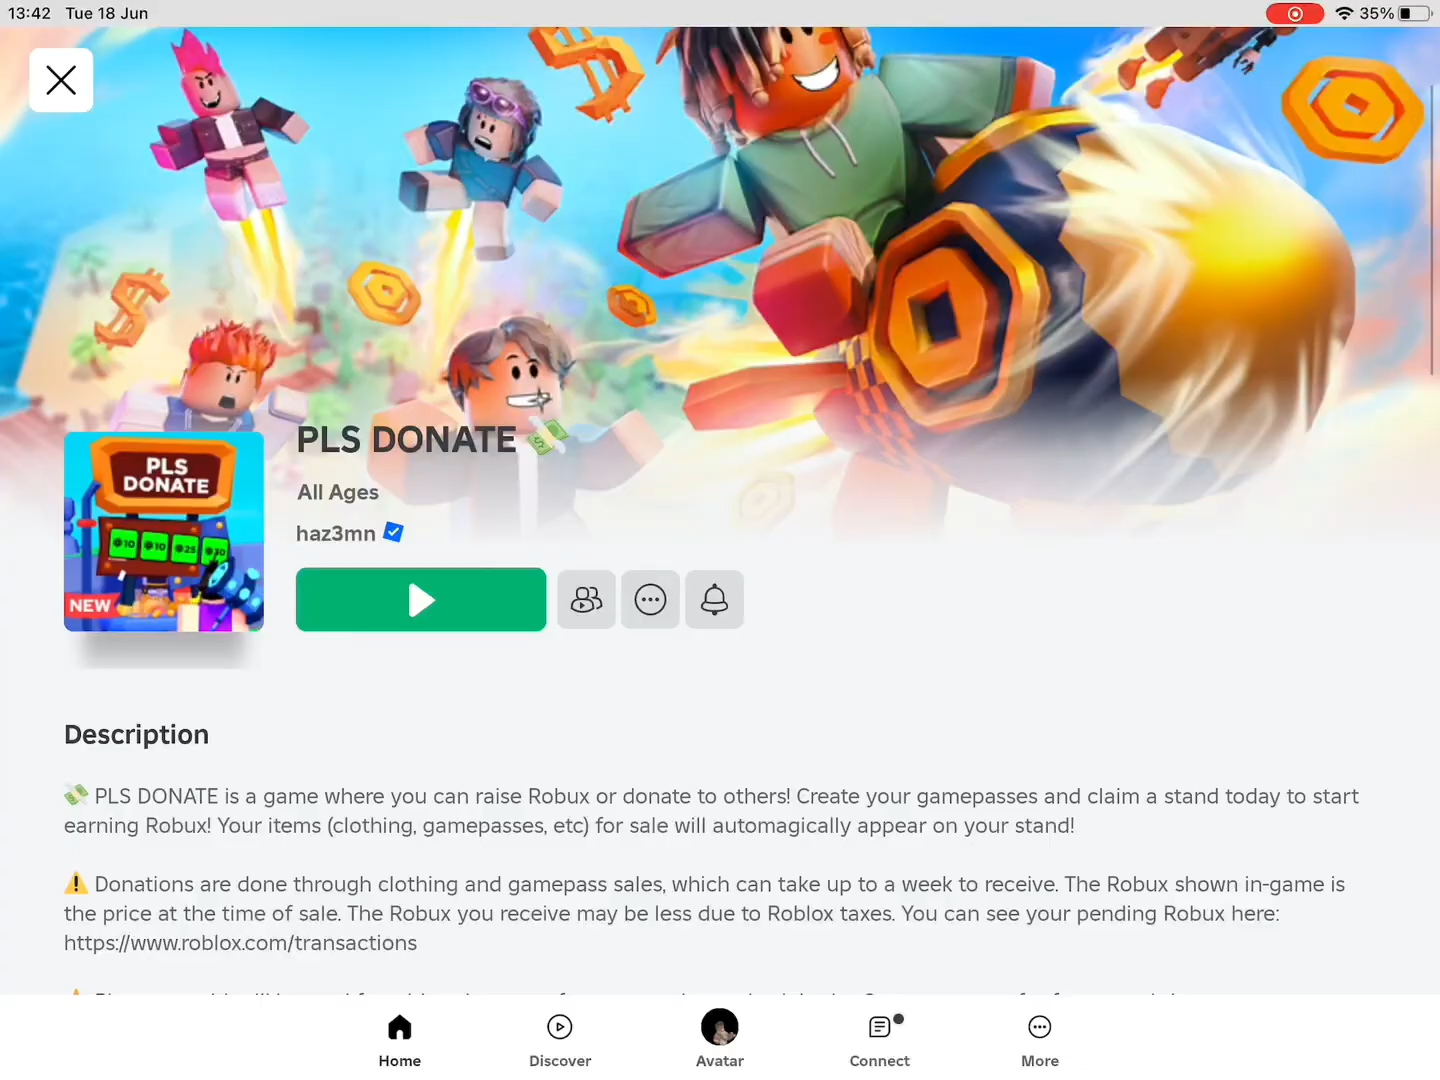 13:42 Tue 18 Jun
35%
PLS DONATE 💸
All Ages
haz3mn
PLS
DONATE
10 10 25 10
NEW
Description
💸 PLS DONATE is a game where you can raise Robux or donate to others! Create your gamepasses and claim a stand today to start
earning Robux! Your items (clothing, gamepasses, etc) for sale will automagically appear on your stand!
⚠️ Donations are done through clothing and gamepass sales, which can take up to a week to receive. The Robux shown in-game is
the price at the time of sale. The Robux you receive may be less due to Roblox taxes. You can see your pending Robux here:
https://www.roblox.com/transactions
Home Discover Avatar Connect More